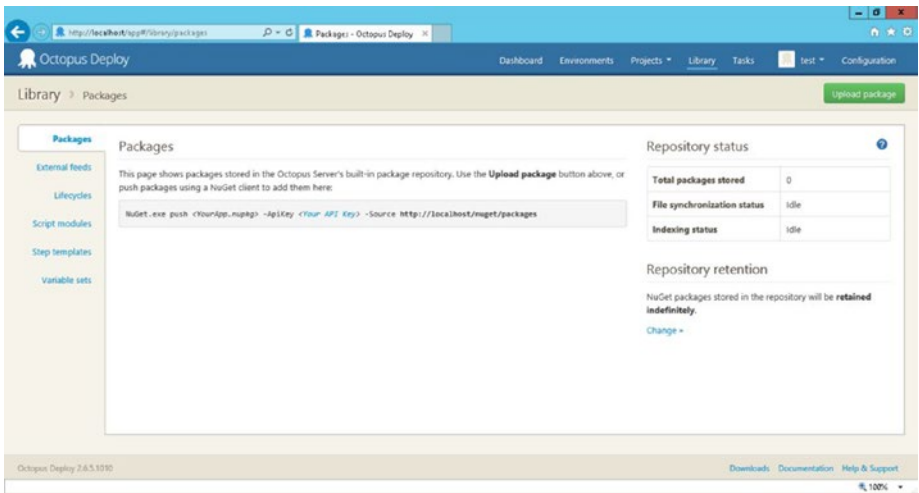 http://localhost/app#/library/packages
Packages - Octopus Deploy
Octopus Deploy
Dashboard Environments Projects Library Tasks test Configuration
Library > Packages
Upload package
Packages
External feeds
Lifecycles
Script modules
Step templates
Variable sets
Packages
This page shows packages stored in the Octopus Server's built-in package repository. Use the Upload package button above, or
push packages using a NuGet client to add them here:
NuGet.exe push <YourApp.nupkg> -ApiKey <Your API Key> -Source http://localhost/nuget/packages
Repository status
Total packages stored 0
File synchronization status Idle
Indexing status Idle
Repository retention
NuGet packages stored in the repository will be retained
indefinitely.
Change
Octopus Deploy 2.6.5.1010
Downloads Documentation Help & Support
100%